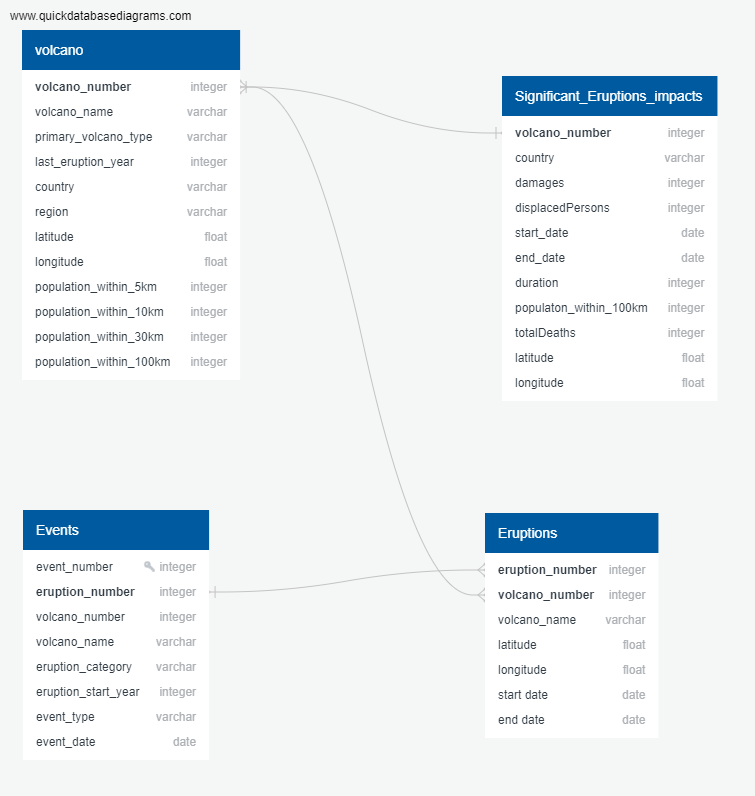 www.quickdatabasediagrams.com
volcano
volcano_number integer
volcano_name varchar
primary_volcano_type varchar
last_eruption_year integer
country varchar
region varchar
latitude float
longitude float
population_within_5km integer
population_within_10km integer
population_within_30km integer
population_within_100km integer
Significant_Eruptions_impacts
volcano_number integer
country varchar
damages integer
displacedPersons integer
start_date date
end_date date
duration integer
populaton_within_100km integer
totalDeaths integer
latitude float
longitude float
Events
event_number integer
eruption_number integer
volcano_number integer
volcano_name varchar
eruption_category varchar
eruption_start_year integer
event_type varchar
event_date date
Eruptions
eruption_number integer
volcano_number integer
volcano_name varchar
latitude float
longitude float
start date date
end date date